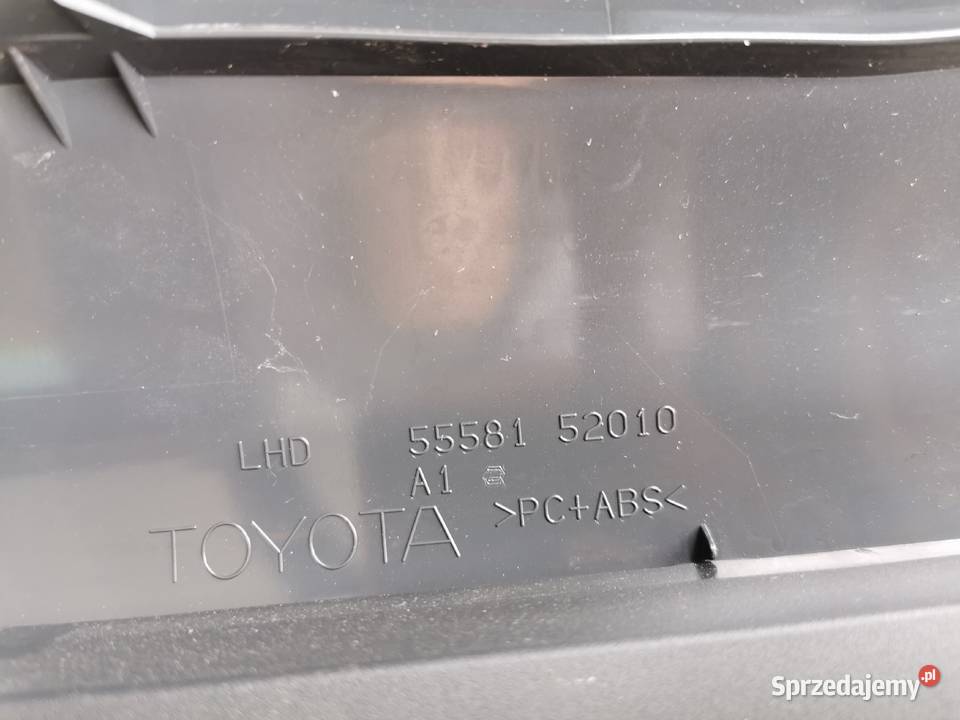 LHD 55581 52010
A1
TOYOTA >PC+ABS<
Sprzedajemy.pl